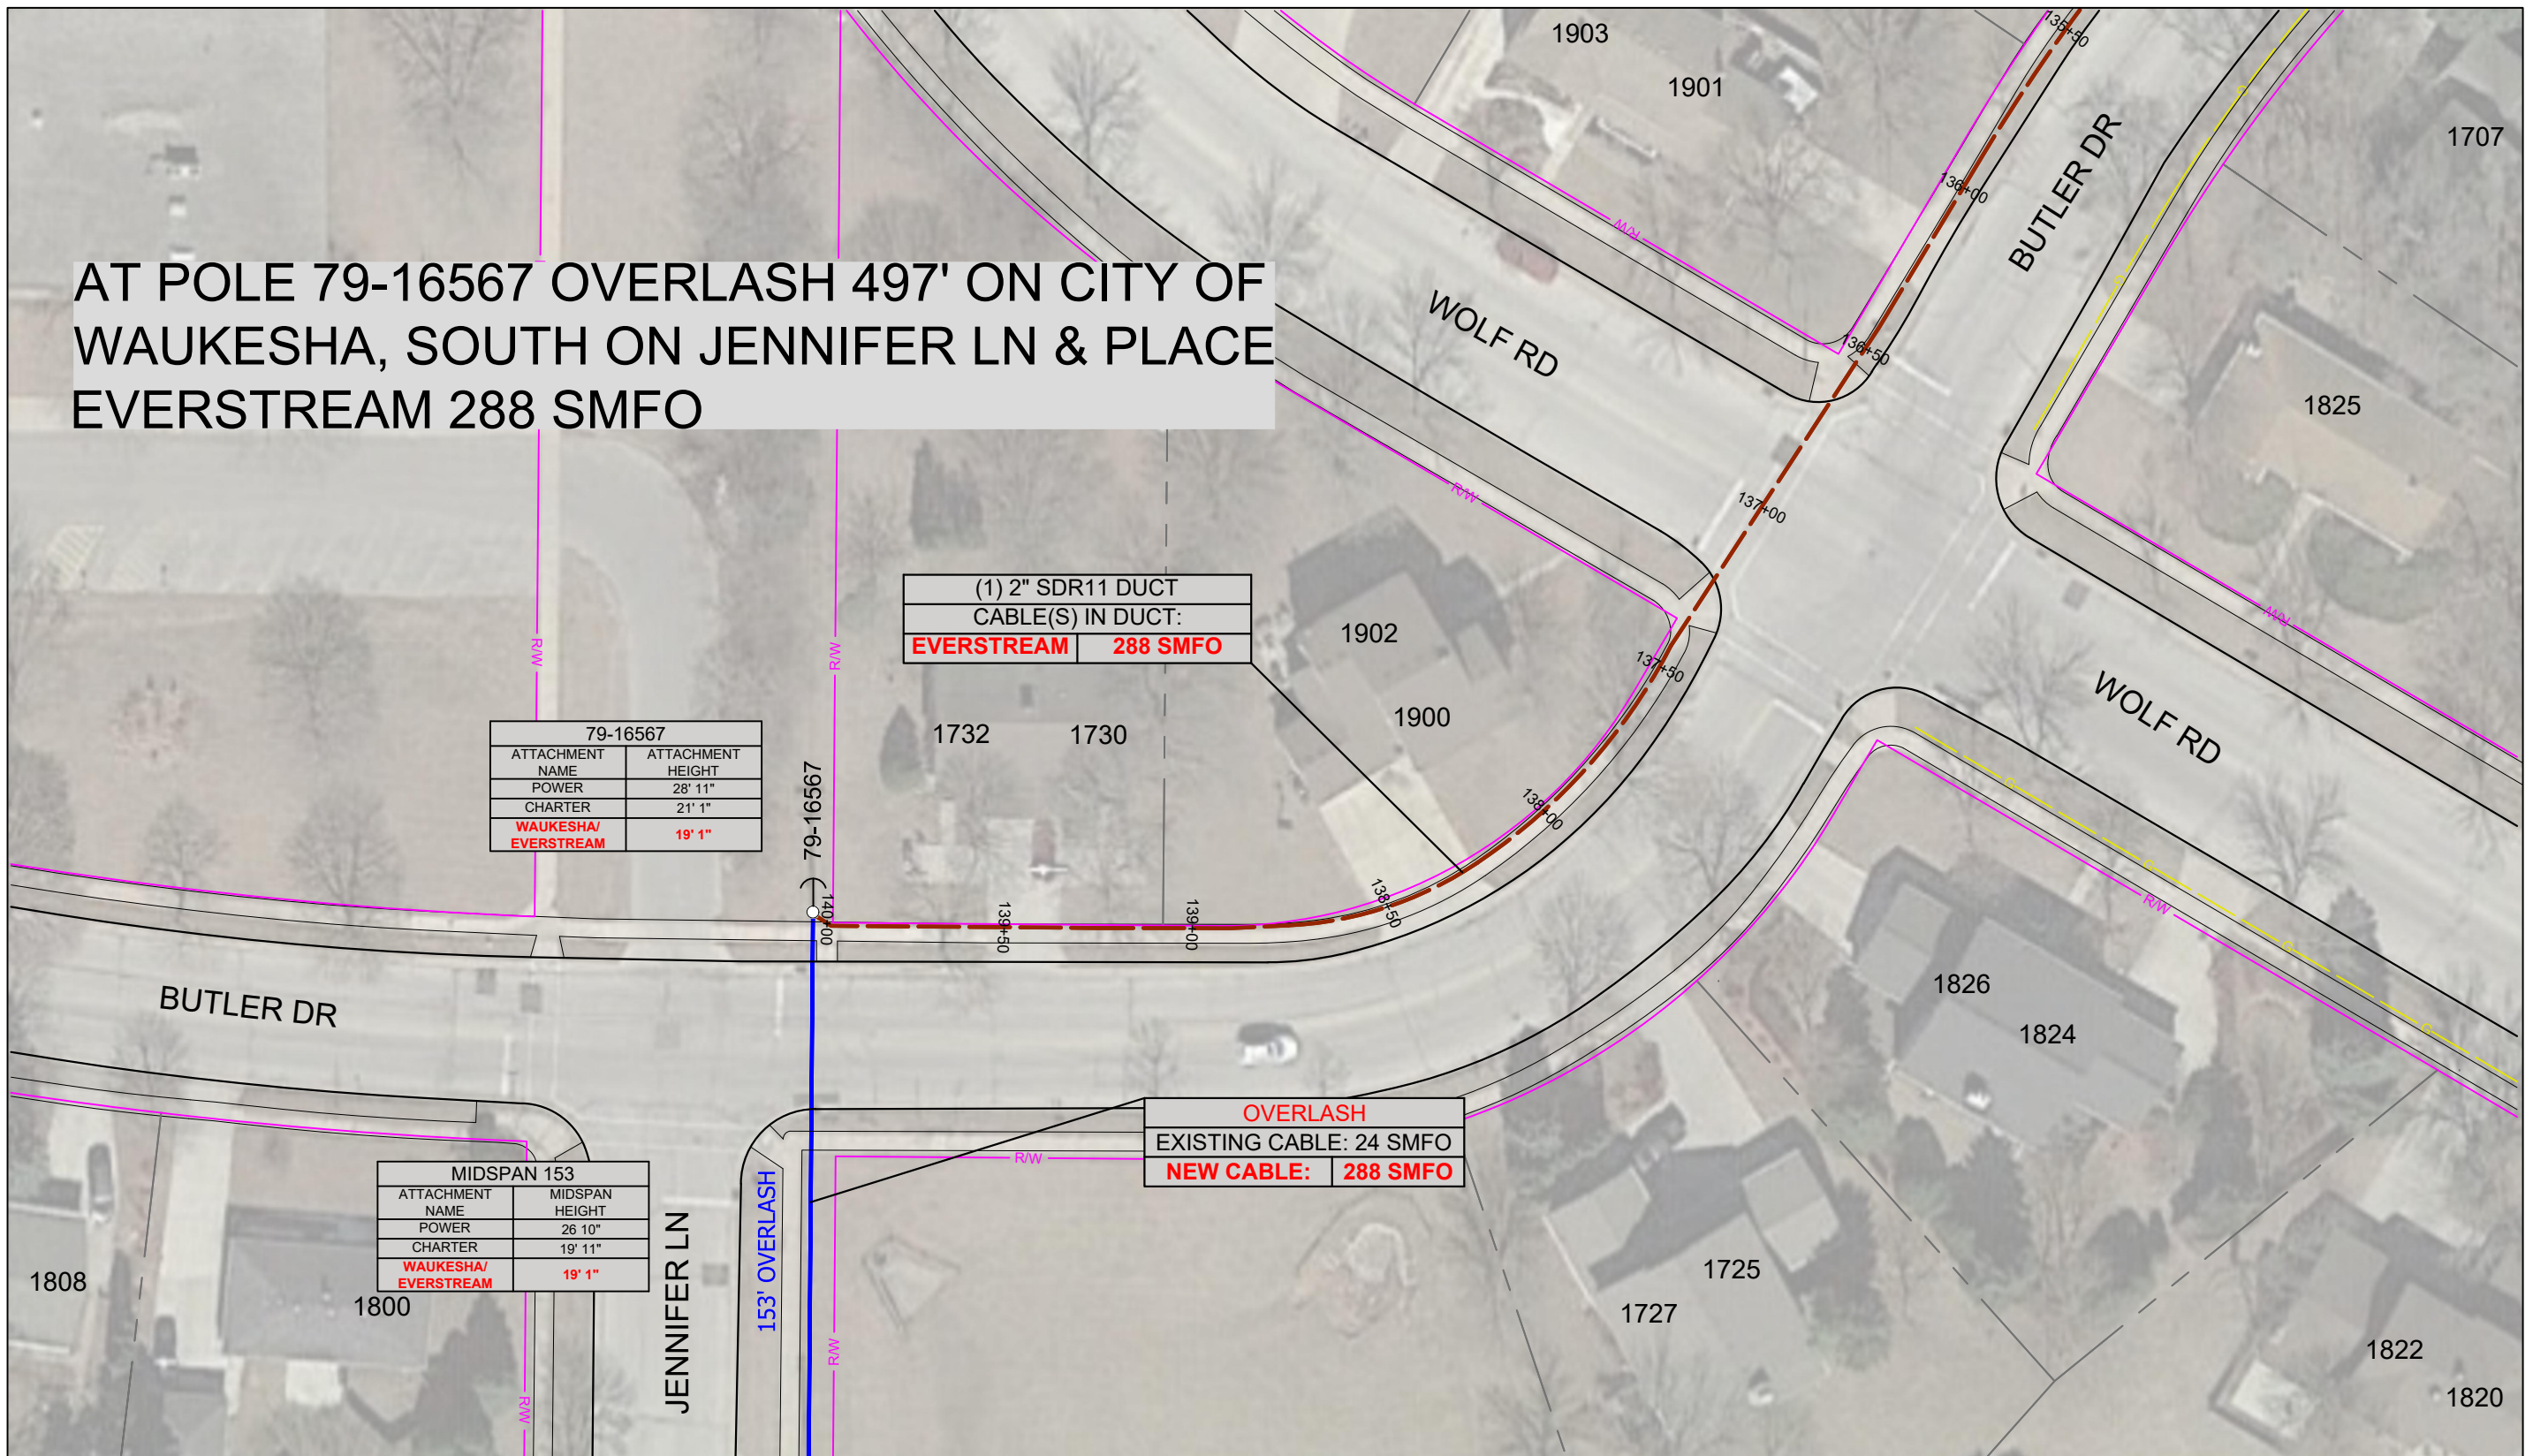 1903
1901
135+50
1707
136+00
BUTLER DR
R/W
G
G
AT POLE 79-16567 OVERLASH 497' ON CITY OF
WAUKESHA, SOUTH ON JENNIFER LN & PLACE
EVERSTREAM 288 SMFO
WOLF RD
136+50
1825
R/W
137+00
(1) 2" SDR11 DUCT
CABLE(S) IN DUCT:
EVERSTREAM 288 SMFO
R/W
R/W
R/W
1902
137+50
1900
WOLF RD
1732
1730
79-16567
ATTACHMENT NAME ATTACHMENT HEIGHT
POWER 28' 11"
CHARTER 21' 1"
WAUKESHA/ EVERSTREAM 19' 1"
79-16567
138+00
G
G
R/W
G
G
140+00
139+50
139+00
138+50
BUTLER DR
1826
1824
OVERLASH
EXISTING CABLE: 24 SMFO
NEW CABLE: 288 SMFO
R/W
MIDSPAN 153
ATTACHMENT NAME MIDSPAN HEIGHT
POWER 26 10"
CHARTER 19' 11"
WAUKESHA/ EVERSTREAM 19' 1"
153' OVERLASH
JENNIFER LN
R/W
R/W
1808
1800
1725
1727
1822
1820